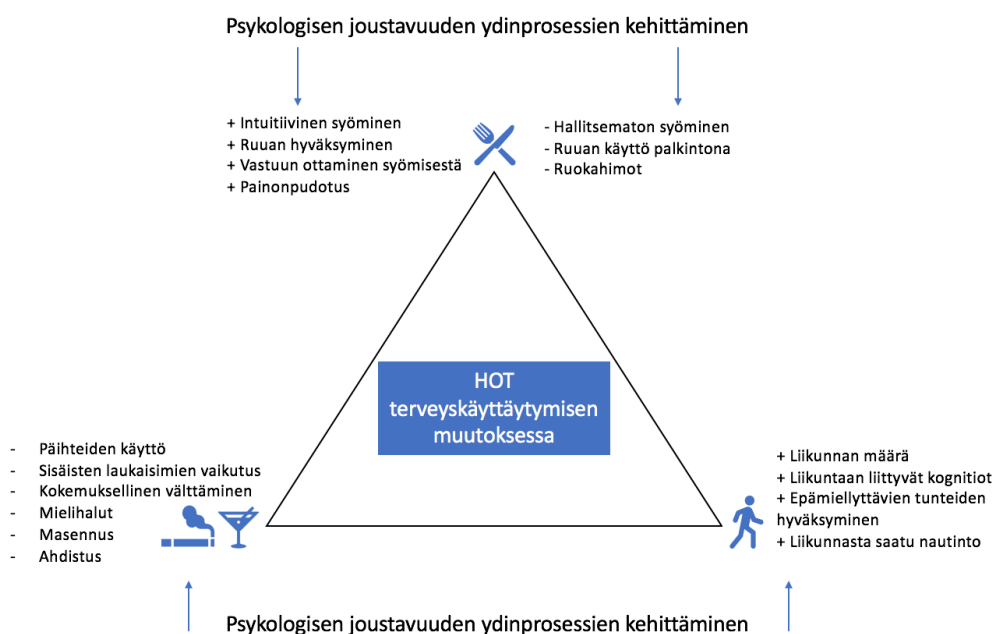 Psykologisen joustavuuden ydinprosessien kehittäminen
+ Intuitiivinen syöminen
+ Ruuan hyväksyminen
+ Vastuun ottaminen syömisestä
+ Painonpudotus
- Hallitsematon syöminen
- Ruuan käyttö palkintona
- Ruokahimot
HOT
terveyskäyttäytymisen
muutoksessa
- Päihteiden käyttö
- Sisäisten laukaisimien vaikutus
- Kokemuksellinen välttäminen
- Mielihalut
- Masennus
- Ahdistus
+ Liikunnan määrä
+ Liikuntaan liittyvät kognitiot
+ Epämiellyttävien tunteiden
hyväksyminen
+ Liikunnasta saatu nautinto
Psykologisen joustavuuden ydinprosessien kehittäminen